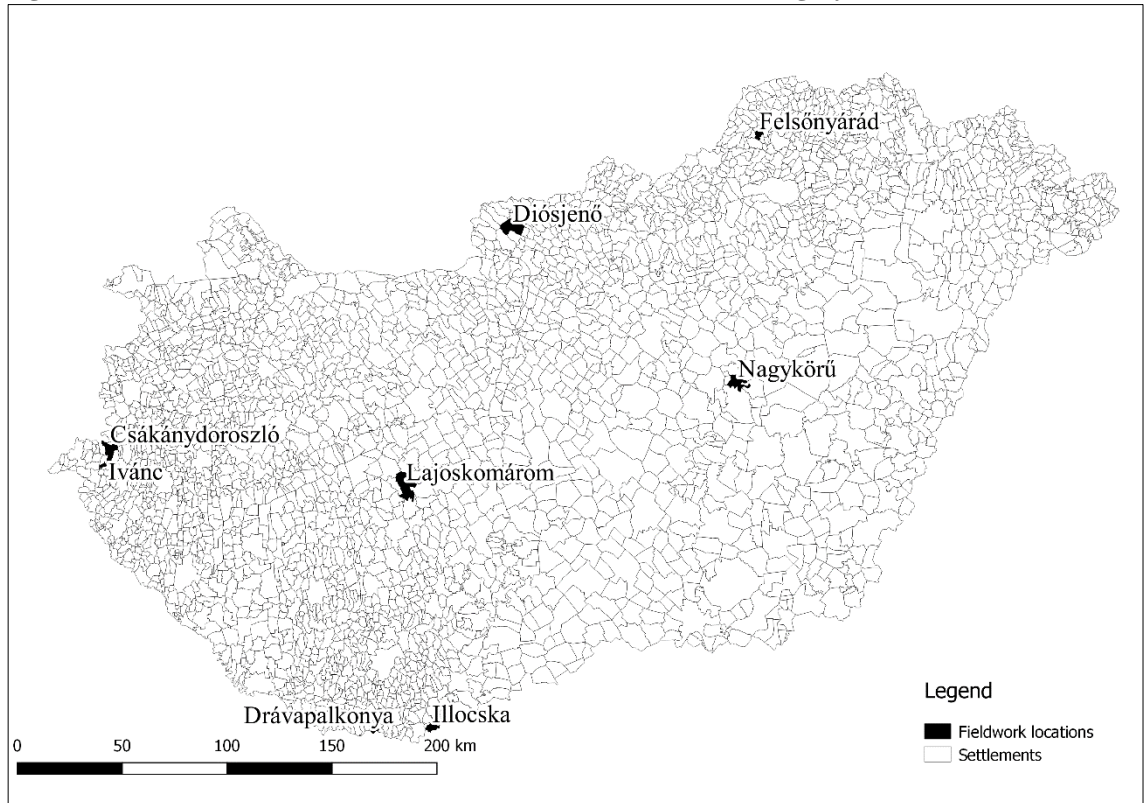 Felsőnyárád
Diósjenő
Nagykörű
Csákánydoroszló
Ivánc
Lajoskomárom
Drávapalkonya Illocska
0 50 100 150 200 km
Legend
Fieldwork locations
Settlements